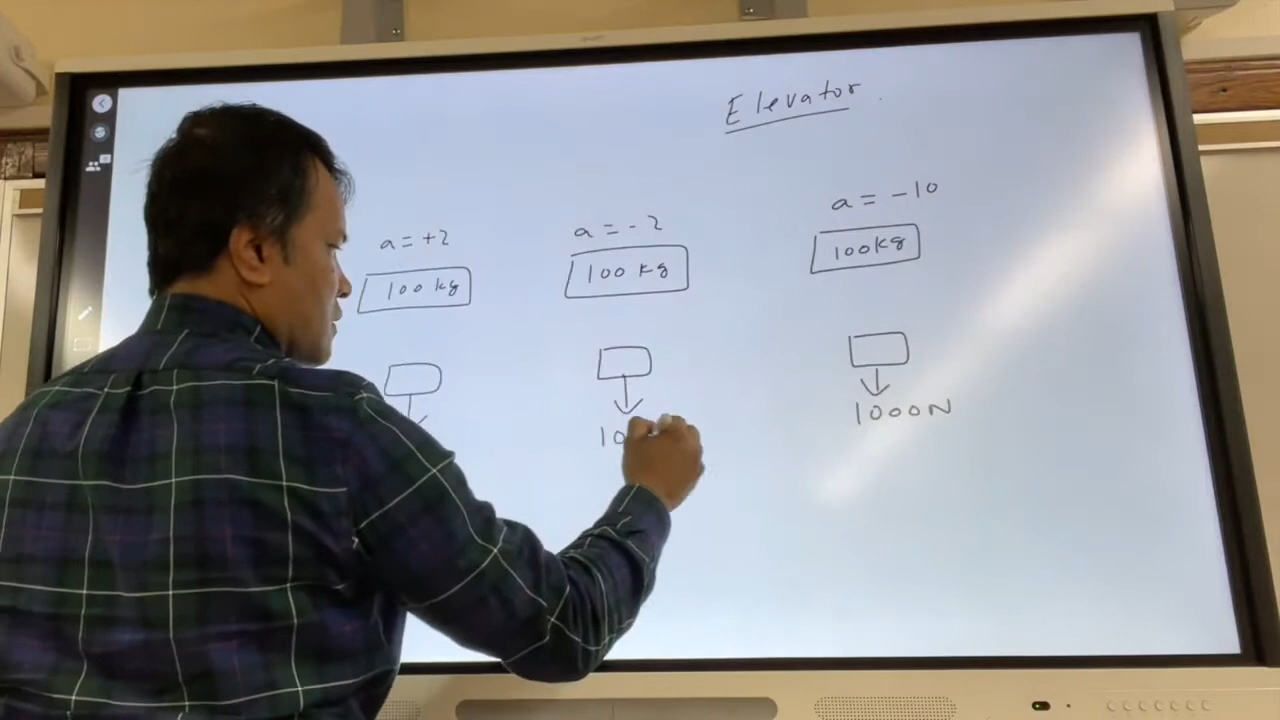 Elevator
a = +2
100 kg
a = - 2
100 kg
a = -10
100kg
1000N